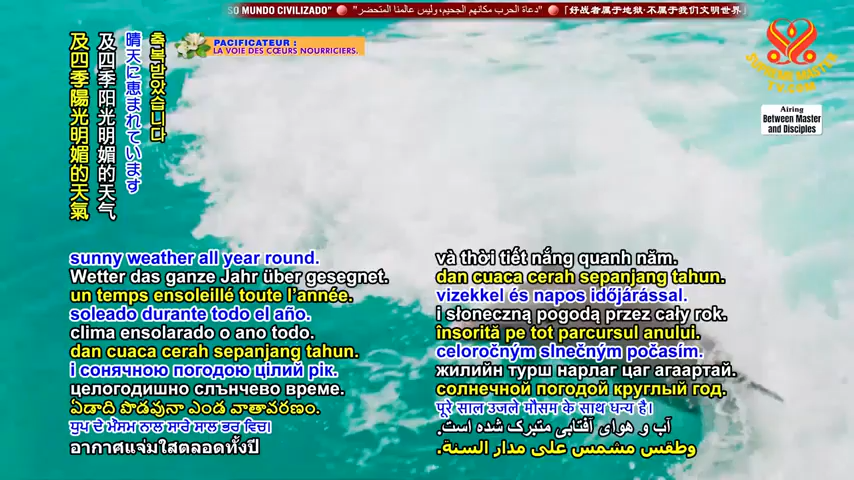 SO MUNDO CIVILIZADO"
"دعاة الحرب مكانهم الجحيم، وليس عالمنا المتحضر"
「好战者属于地狱·不属于我们文明世界」
PACIFICATEUR :
LA VOIE DES CŒURS NOURRICIERS.
SUPREME MASTER
TV.COM
Airing
Between Master
and Disciples
축복받았습니다
晴天に恵まれています
及四季阳光明媚的天气
及四季陽光明媚的天氣
sunny weather all year round.
Wetter das ganze Jahr über gesegnet.
un temps ensoleillé toute l'année.
soleado durante todo el año.
clima ensolarado o ano todo.
dan cuaca cerah sepanjang tahun.
і сонячною погодою цілий рік.
целогодишно слънчево време.
ఏడాది పొడవునా ఎండ వాతావరణం.
ਧੁਪ ਦੇ ਮੌਸਮ ਨਾਲ ਸਾਰੇ ਸਾਲ ਭਰ ਵਿਚ।
อากาศแจ่มใสตลอดทั้งปี
và thời tiết nắng quanh năm.
dan cuaca cerah sepanjang tahun.
vizekkel és napos időjárással.
i słoneczną pogodą przez cały rok.
însorită pe tot parcursul anului.
celoročným slnečným počasím.
жилийн турш нарлаг цаг агаартай.
солнечной погодой круглый год.
पूरे साल उजले मौसम के साथ धन्य है।
آب و هوای آفتابی متبرک شده است.
وطقس مشمس على مدار السنة.